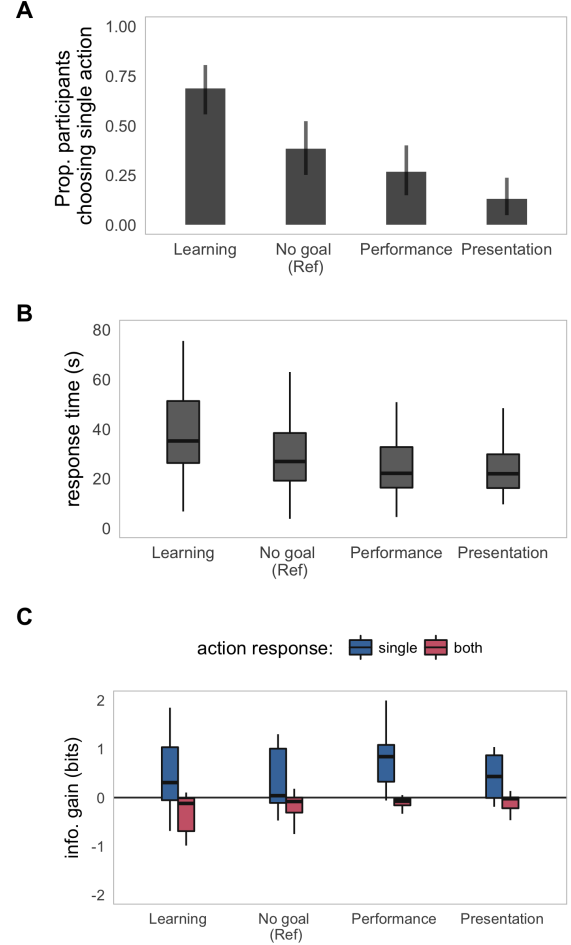 A
Prop. participants
choosing single action
1.00
0.75
0.50
0.25
0.00
Learning
No goal
(Ref)
Performance
Presentation
B
response time (s)
80
60
40
20
0
Learning
No goal
(Ref)
Performance
Presentation
C
action response:
single
both
info. gain (bits)
2
1
0
-1
-2
Learning
No goal
(Ref)
Performance
Presentation